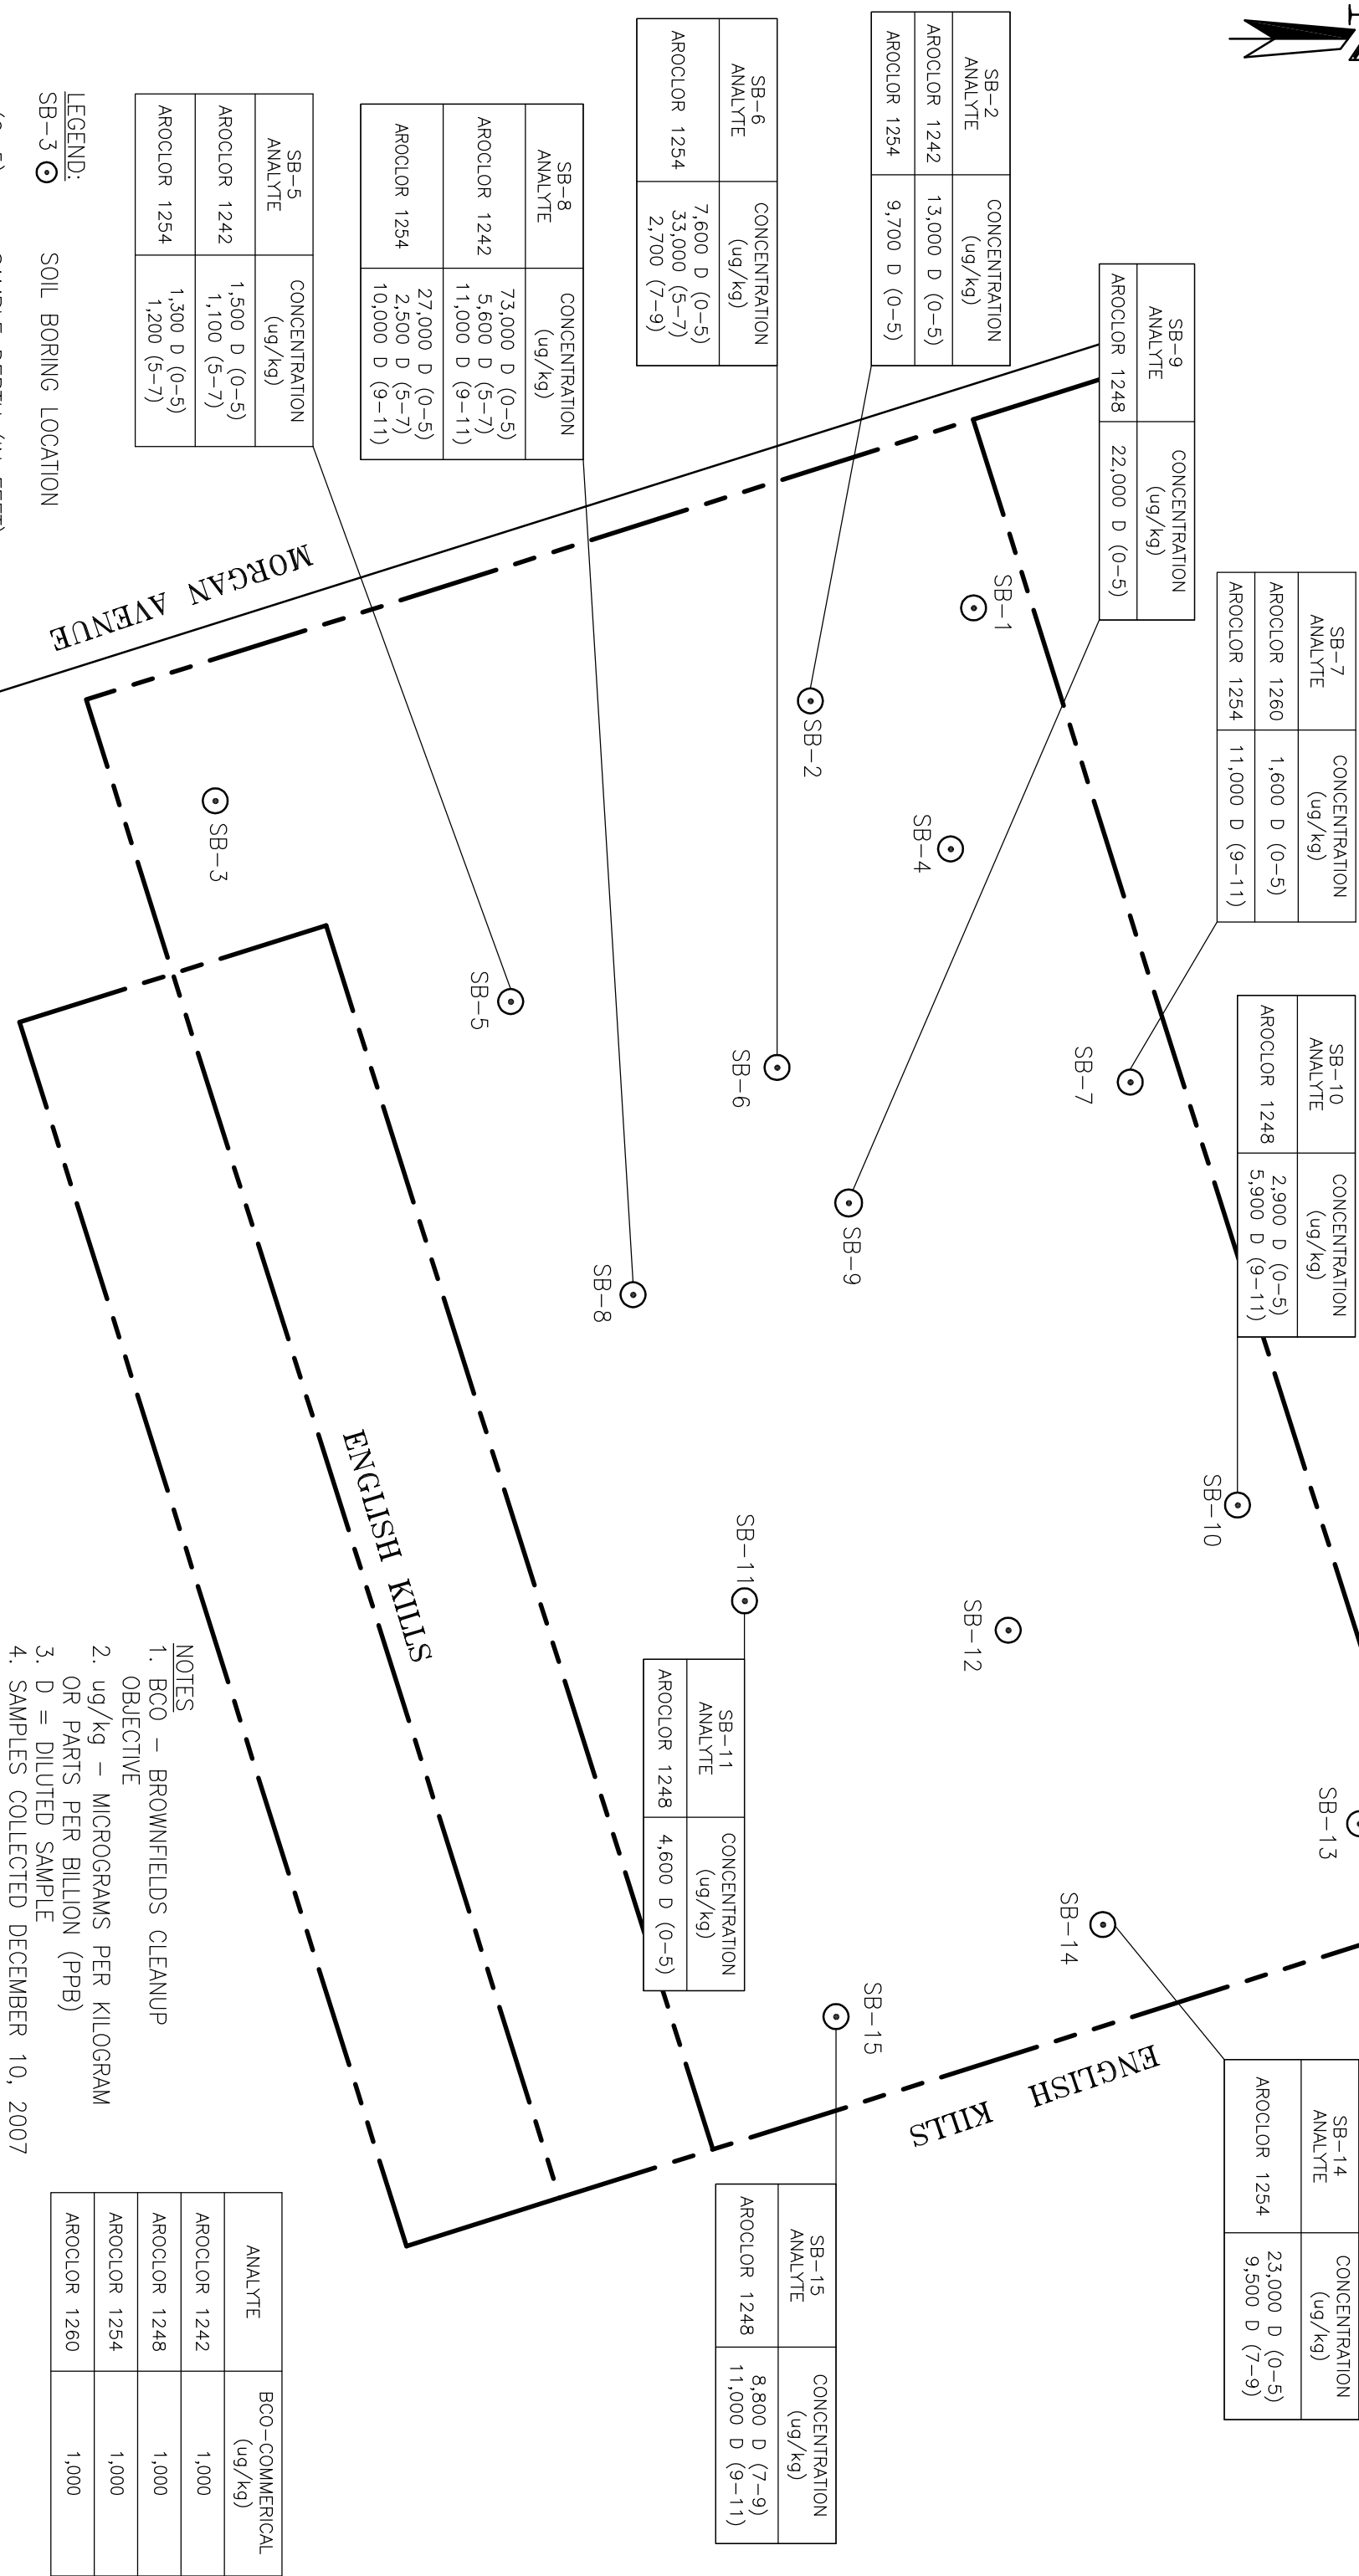 SB-14
ANALYTE
CONCENTRATION
(ug/kg)
AROCLOR 1254
23,000 D (0-5)
9,500 D (7-9)
SB-7
ANALYTE
CONCENTRATION
(ug/kg)
AROCLOR 1260
1,600 D (0-5)
AROCLOR 1254
11,000 D (9-11)
SB-10
ANALYTE
CONCENTRATION
(ug/kg)
AROCLOR 1248
2,900 D (0-5)
5,900 D (9-11)
SB-13
SB-10
SB-9
ANALYTE
CONCENTRATION
(ug/kg)
AROCLOR 1248
22,000 D (0-5)
SB-7
SB-14
ENGLISH KILLS
SB-2
ANALYTE
CONCENTRATION
(ug/kg)
AROCLOR 1242
13,000 D (0-5)
AROCLOR 1254
9,700 D (0-5)
SB-1
SB-4
SB-12
SB-15
SB-9
SB-2
SB-6
ANALYTE
CONCENTRATION
(ug/kg)
AROCLOR 1254
7,600 D (0-5)
33,000 (5-7)
2,700 (7-9)
SB-6
SB-11
SB-11
ANALYTE
CONCENTRATION
(ug/kg)
AROCLOR 1248
4,600 D (0-5)
SB-15
ANALYTE
CONCENTRATION
(ug/kg)
AROCLOR 1248
8,800 D (7-9)
11,000 D (9-11)
SB-8
ANALYTE
CONCENTRATION
(ug/kg)
AROCLOR 1242
73,000 D (0-5)
5,600 D (5-7)
11,000 D (9-11)
AROCLOR 1254
27,000 D (0-5)
2,500 D (5-7)
10,000 D (9-11)
SB-8
SB-5
ENGLISH KILLS
SB-5
ANALYTE
CONCENTRATION
(ug/kg)
AROCLOR 1242
1,500 D (0-5)
1,100 (5-7)
AROCLOR 1254
1,300 D (0-5)
1,200 (5-7)
MORGAN AVENUE
SB-3
LEGEND:
SB-3 SOIL BORING LOCATION
NOTES
1. BCO - BROWNFIELDS CLEANUP
OBJECTIVE
2. ug/kg - MICROGRAMS PER KILOGRAM
OR PARTS PER BILLION (PPB)
3. D = DILUTED SAMPLE
4. SAMPLES COLLECTED DECEMBER 10, 2007
ANALYTE
BCO-COMMERICAL
(ug/kg)
AROCLOR 1242
1,000
AROCLOR 1248
1,000
AROCLOR 1254
1,000
AROCLOR 1260
1,000